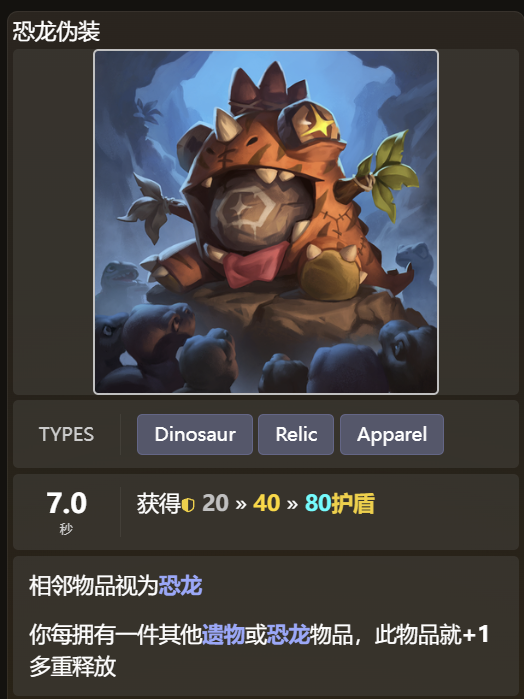 恐龙伪装
TYPES
Dinosaur
Relic
Apparel
7.0
秒
获得 20 » 40 » 80护盾
相邻物品视为恐龙
你每拥有一件其他遗物或恐龙物品，此物品就+1
多重释放